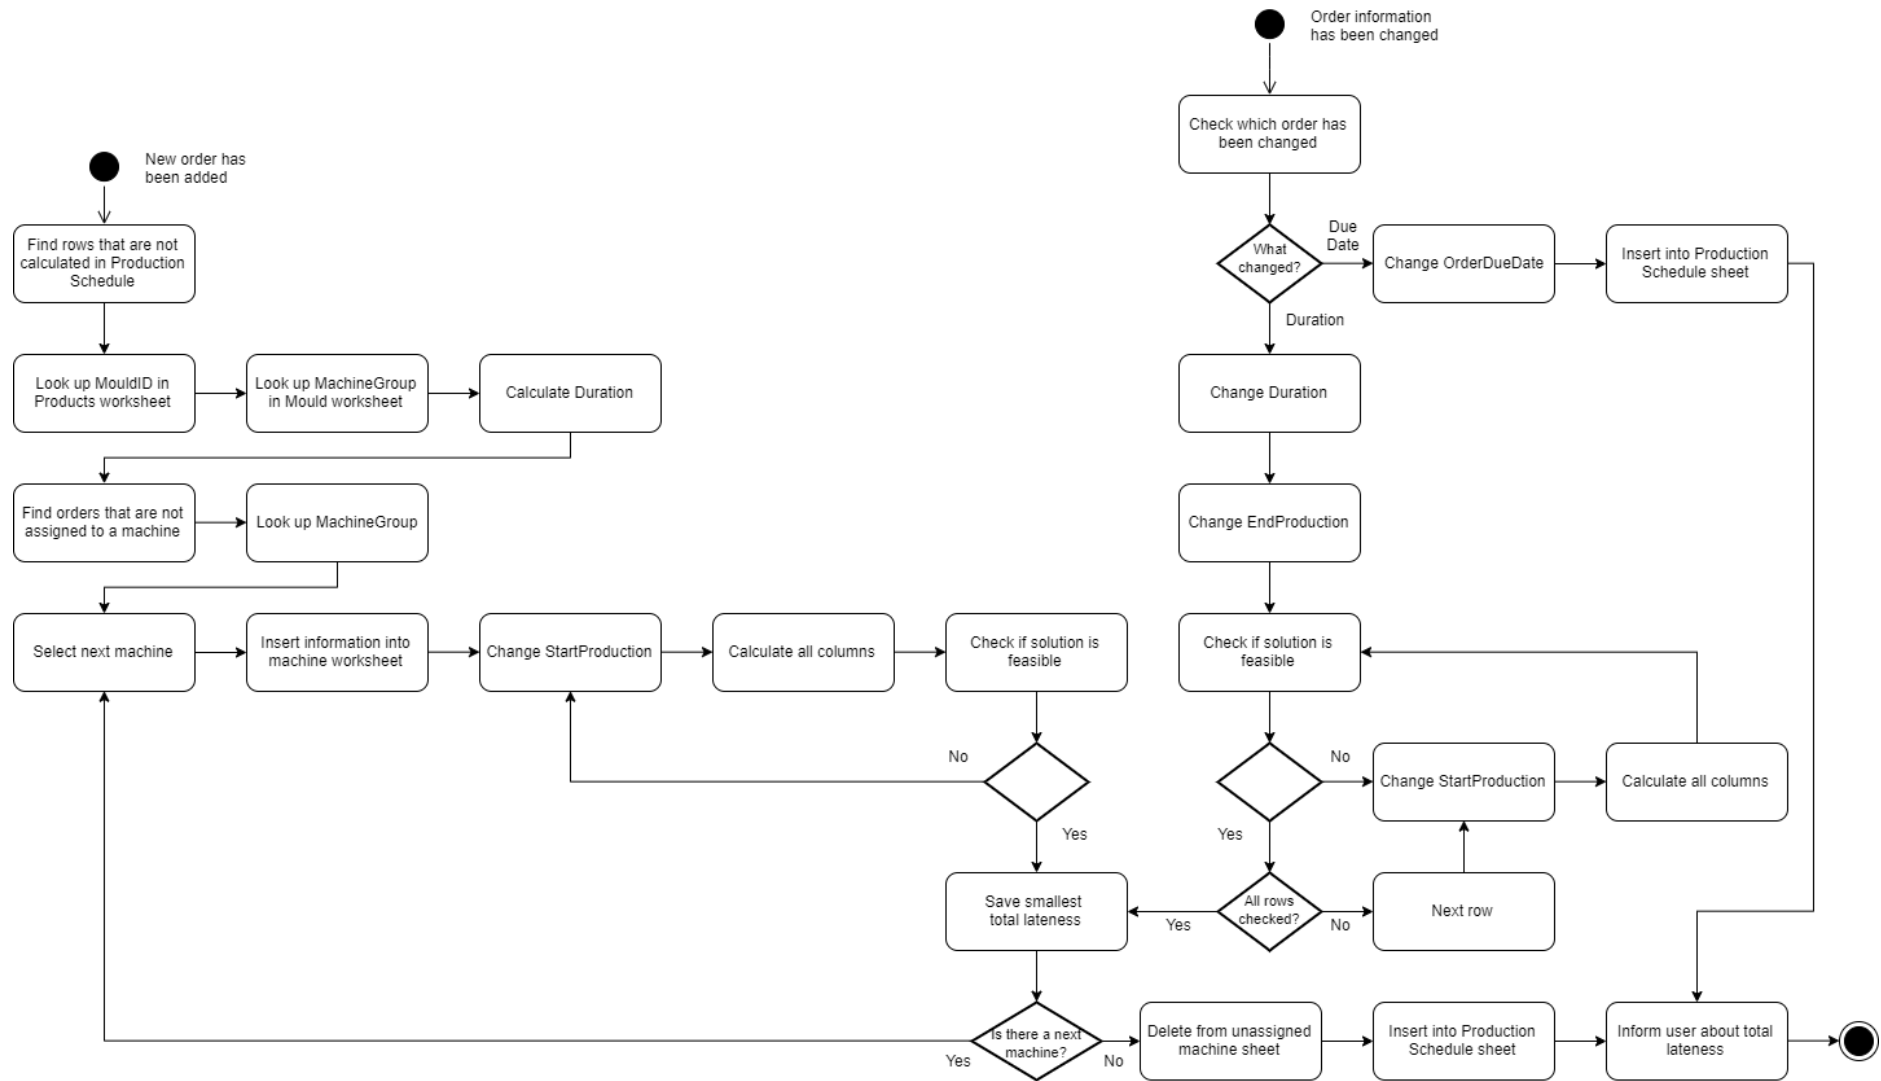 Order information
has been changed
Check which order has
been changed
New order has
been added
Find rows that are not
calculated in Production
Schedule
What
changed?
Due
Date
Change OrderDueDate
Insert into Production
Schedule sheet
Duration
Look up MouldID in
Products worksheet
Look up MachineGroup
in Mould worksheet
Calculate Duration
Change Duration
Find orders that are not
assigned to a machine
Look up MachineGroup
Change EndProduction
Select next machine
Insert information into
machine worksheet
Change StartProduction
Calculate all columns
Check if solution is
feasible
Check if solution is
feasible
No
No
Change StartProduction
Calculate all columns
Yes
Yes
Save smallest
total lateness
Yes
All rows
checked?
No
Next row
Is there a next
machine?
Yes
No
Delete from unassigned
machine sheet
Insert into Production
Schedule sheet
Inform user about total
lateness